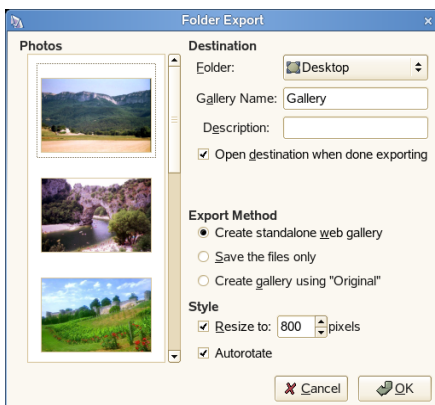 Folder Export
Photos
Destination
Folder: Desktop
Gallery Name: Gallery
Description:
Open destination when done exporting
Export Method
Create standalone web gallery
Save the files only
Create gallery using "Original"
Style
Resize to: 800 pixels
Autorotate
Cancel OK